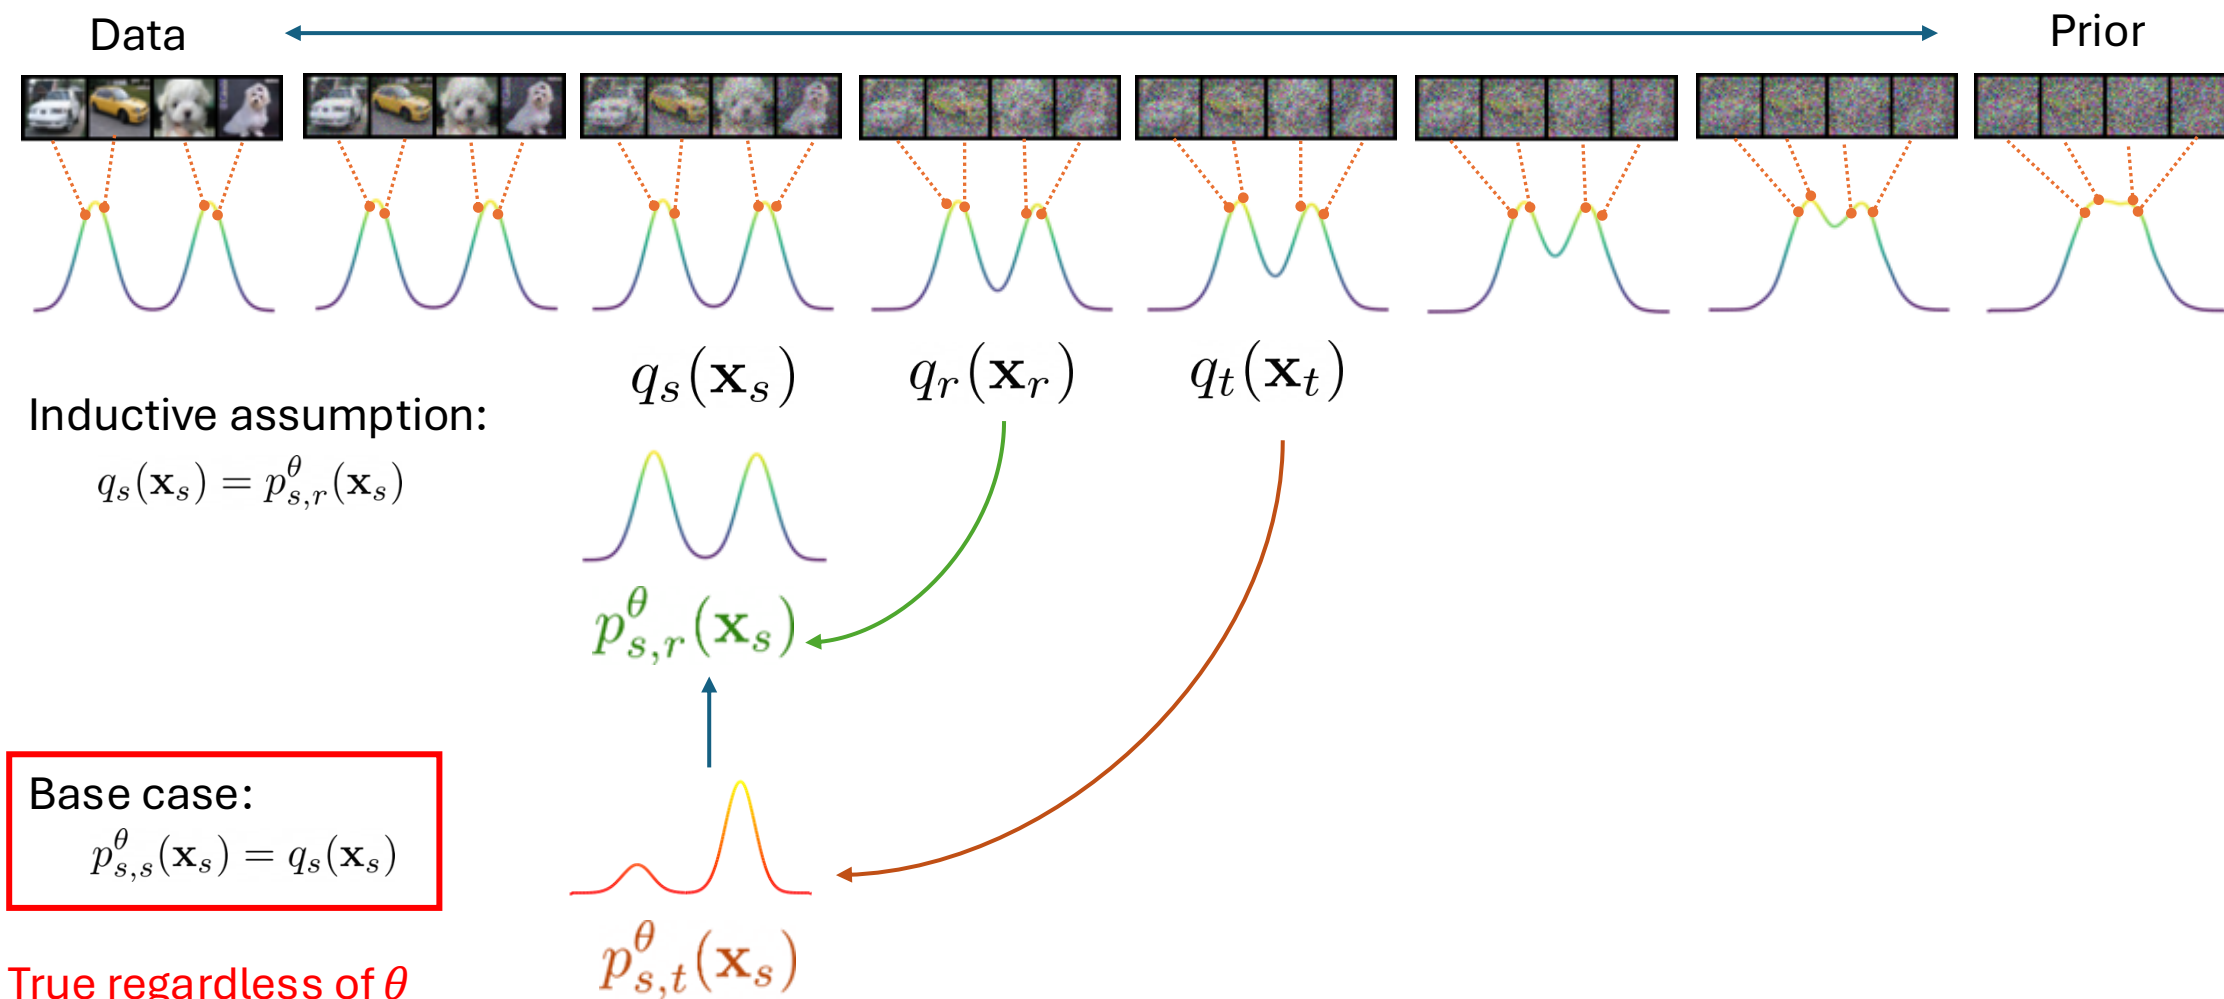 Data
Prior
q_s(x_s)
q_r(x_r)
q_t(x_t)
Inductive assumption:
q_s(x_s) = p^θ_{s,r}(x_s)
p^θ_{s,r}(x_s)
Base case:
p^θ_{s,s}(x_s) = q_s(x_s)
p^θ_{s,t}(x_s)
True regardless of θ